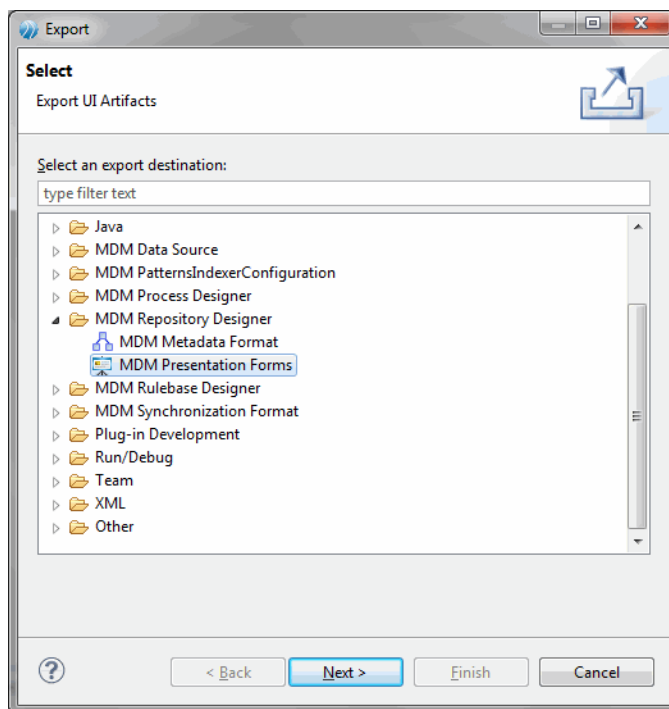 Export
Select
Export UI Artifacts
Select an export destination:
type filter text
Java
MDM Data Source
MDM PatternsIndexerConfiguration
MDM Process Designer
MDM Repository Designer
MDM Metadata Format
MDM Presentation Forms
MDM Rulebase Designer
MDM Synchronization Format
Plug-in Development
Run/Debug
Team
XML
Other
? < Back Next > Finish Cancel